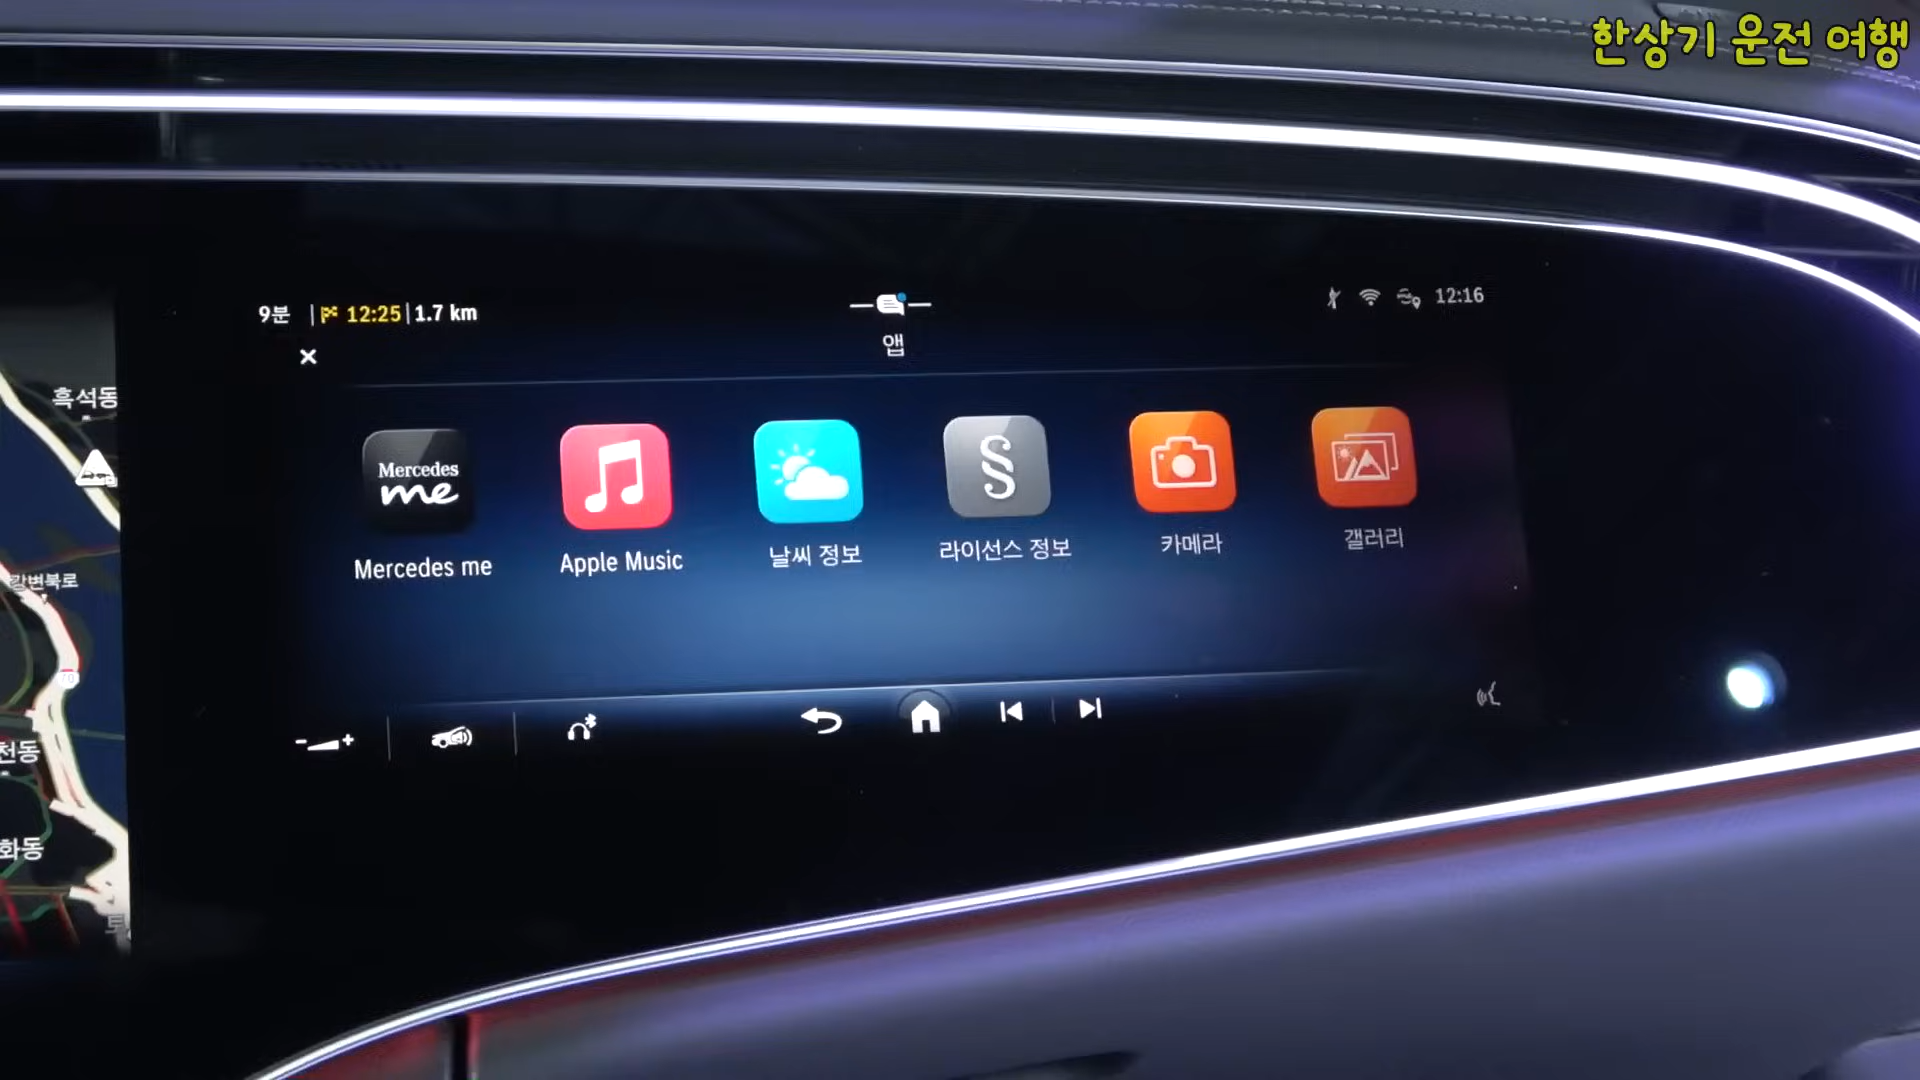 한상기 운전 여행
9분 12:25 1.7 km
12:16
앱
흑석동
Mercedes me
Mercedes me
Apple Music
날씨 정보
라이선스 정보
카메라
갤러리
강변북로
70
천동
화동